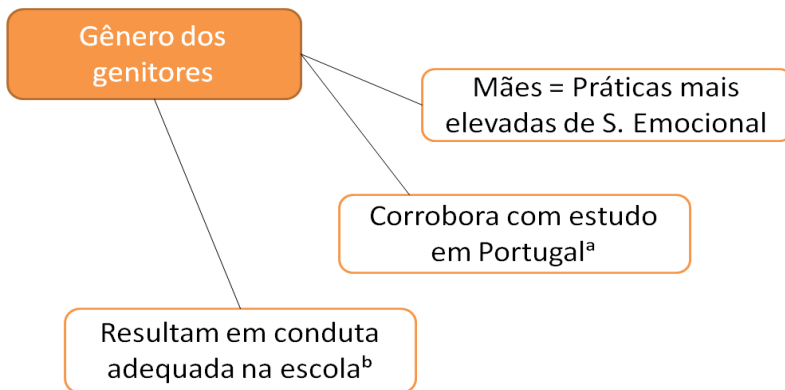 Gênero dos
genitores
Mães = Práticas mais
elevadas de S. Emocional
Corrobora com estudo
em Portugalª
Resultam em conduta
adequada na escolaᵇ